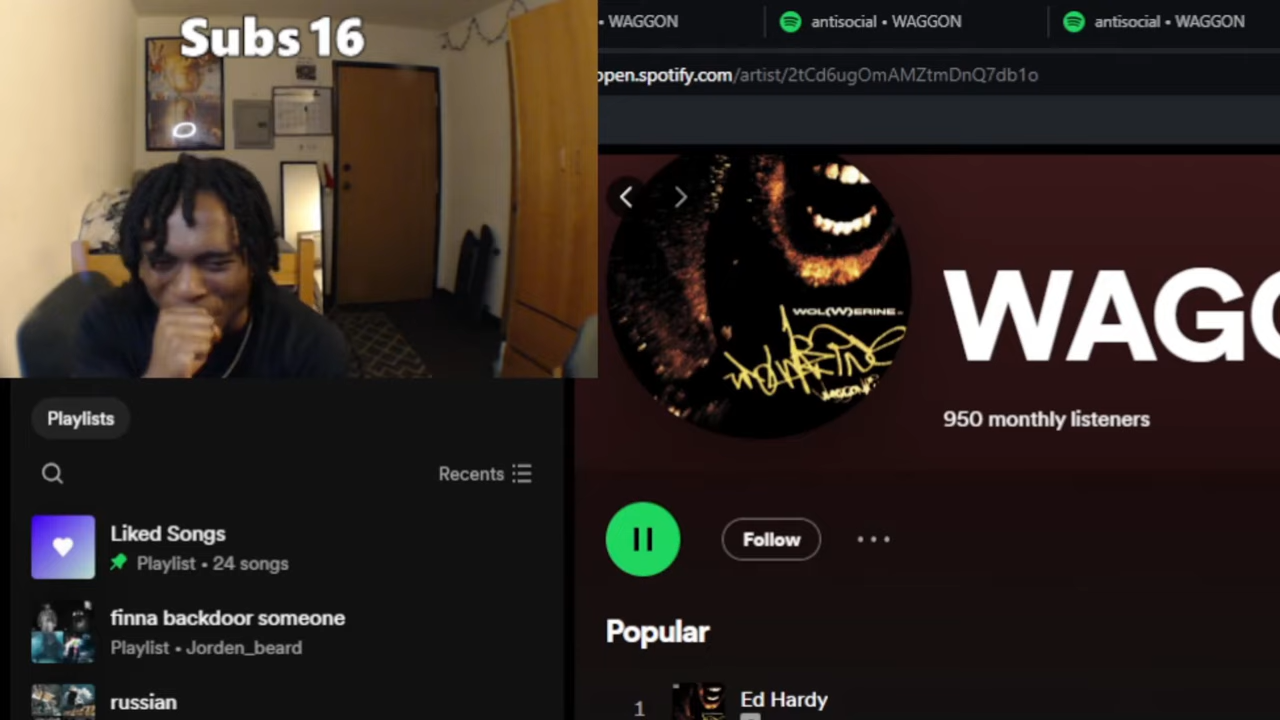 Subs 16
• WAGGON
antisocial • WAGGON
antisocial • WAGGON
open.spotify.com/artist/2tCd6ugOmAMZtmDnQ7db1o
WOL(W)ERINE
WAGG
950 monthly listeners
Playlists
Recents
Liked Songs
Playlist • 24 songs
Follow
finna backdoor someone
Playlist • Jorden_beard
Popular
russian
1
Ed Hardy